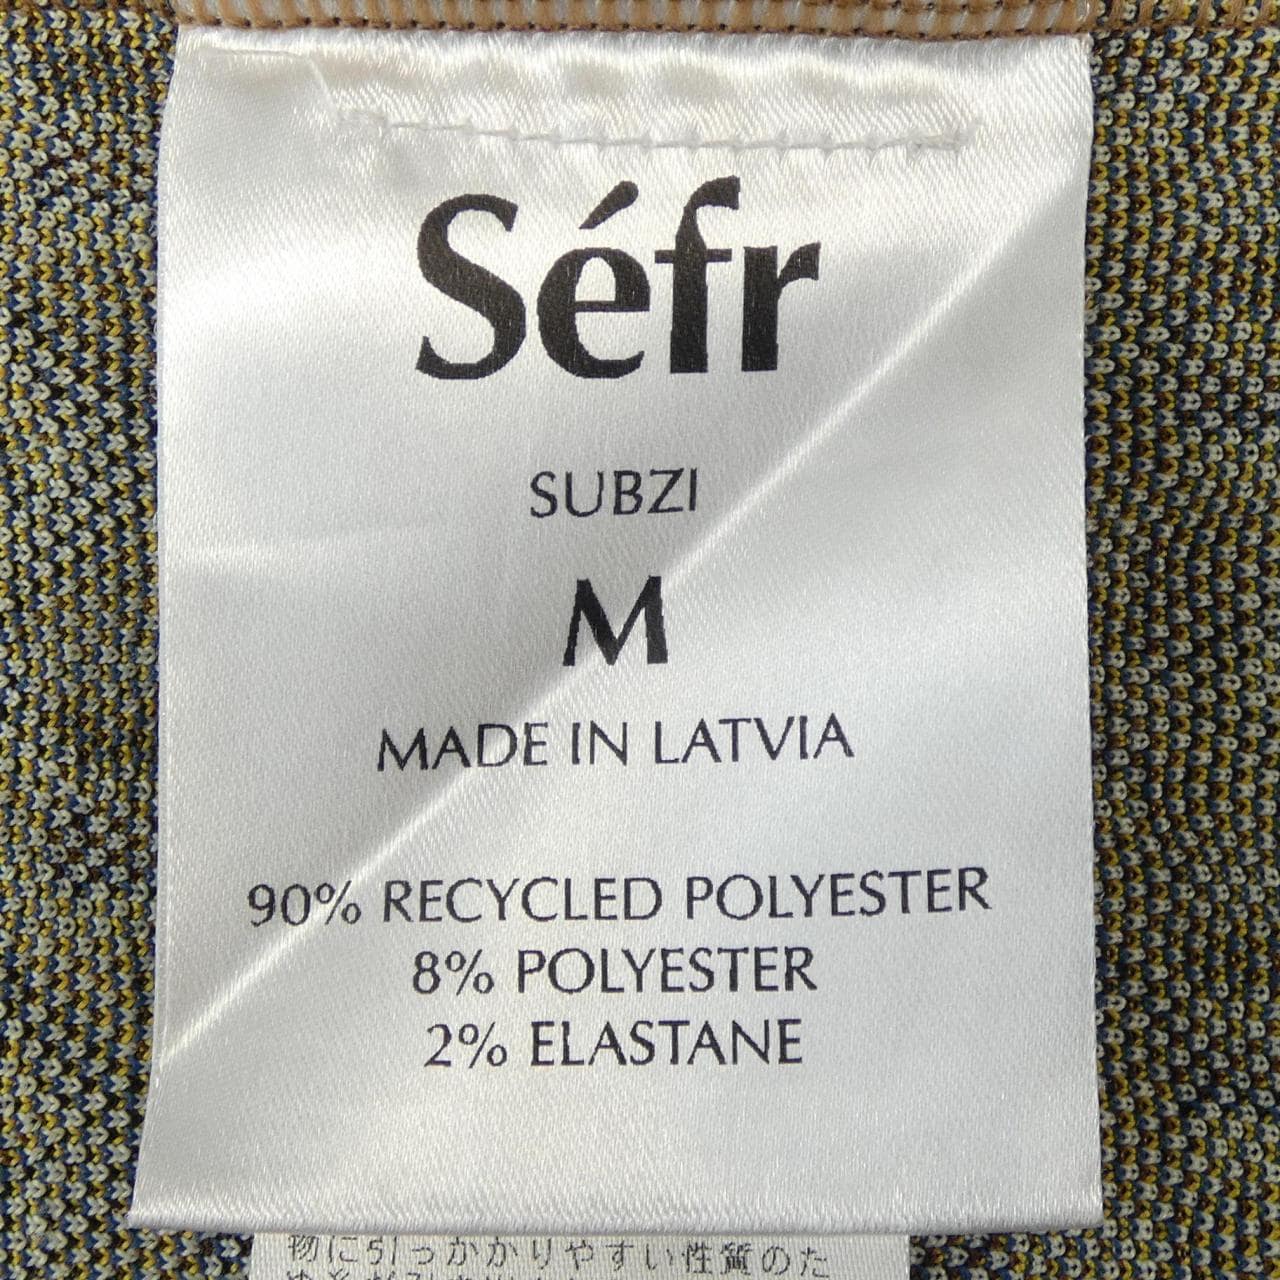 Séfr
SUBZI
M
MADE IN LATVIA
90% RECYCLED POLYESTER
8% POLYESTER
2% ELASTANE
物に引っかかりやすい性質のた